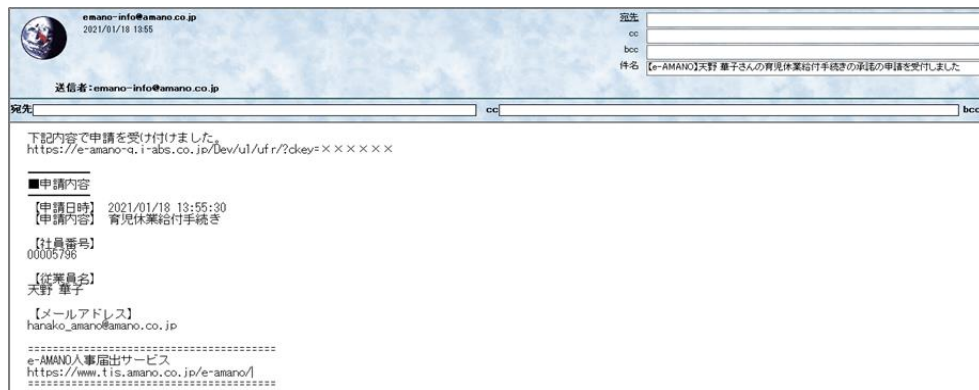 emano-info@amano.co.jp
2021/01/18 13:55
宛先
cc
bcc
件名 【e-AMANO】天野 華子さんの育児休業給付手続きの承諾の申請を受付しました
送信者:emano-info@amano.co.jp
宛先 cc bcc
下記内容で申請を受け付けました。
https://e-amano-q.i-abs.co.jp/Dev/u1/ufr/?ckey=××××××
■申請内容
【申請日時】 2021/01/18 13:55:30
【申請内容】 育児休業給付手続き
【社員番号】
00005796
【従業員名】
天野 華子
【メールアドレス】
hanako_amano@amano.co.jp
========================================
e-AMANO人事届出サービス
https://www.tis.amano.co.jp/e-amano/
========================================